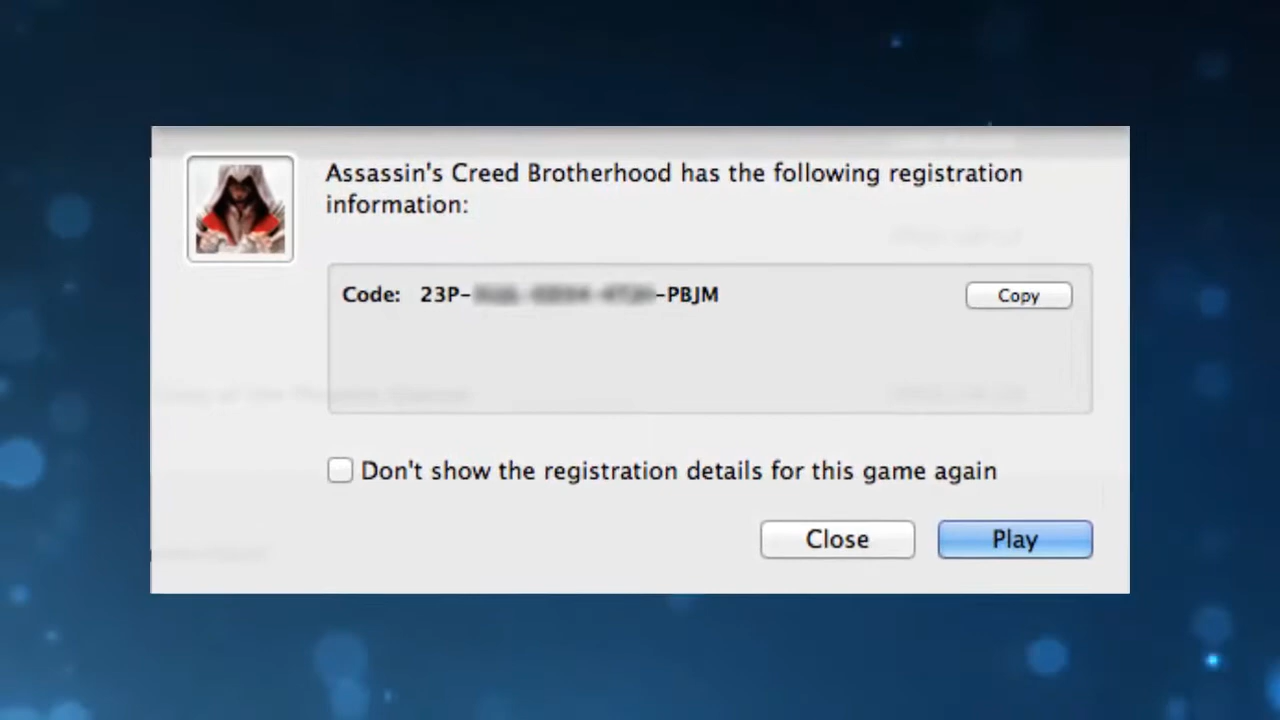 Assassin's Creed Brotherhood has the following registration
information:
Code: 23P- -PBJM
Copy
Don't show the registration details for this game again
Close
Play